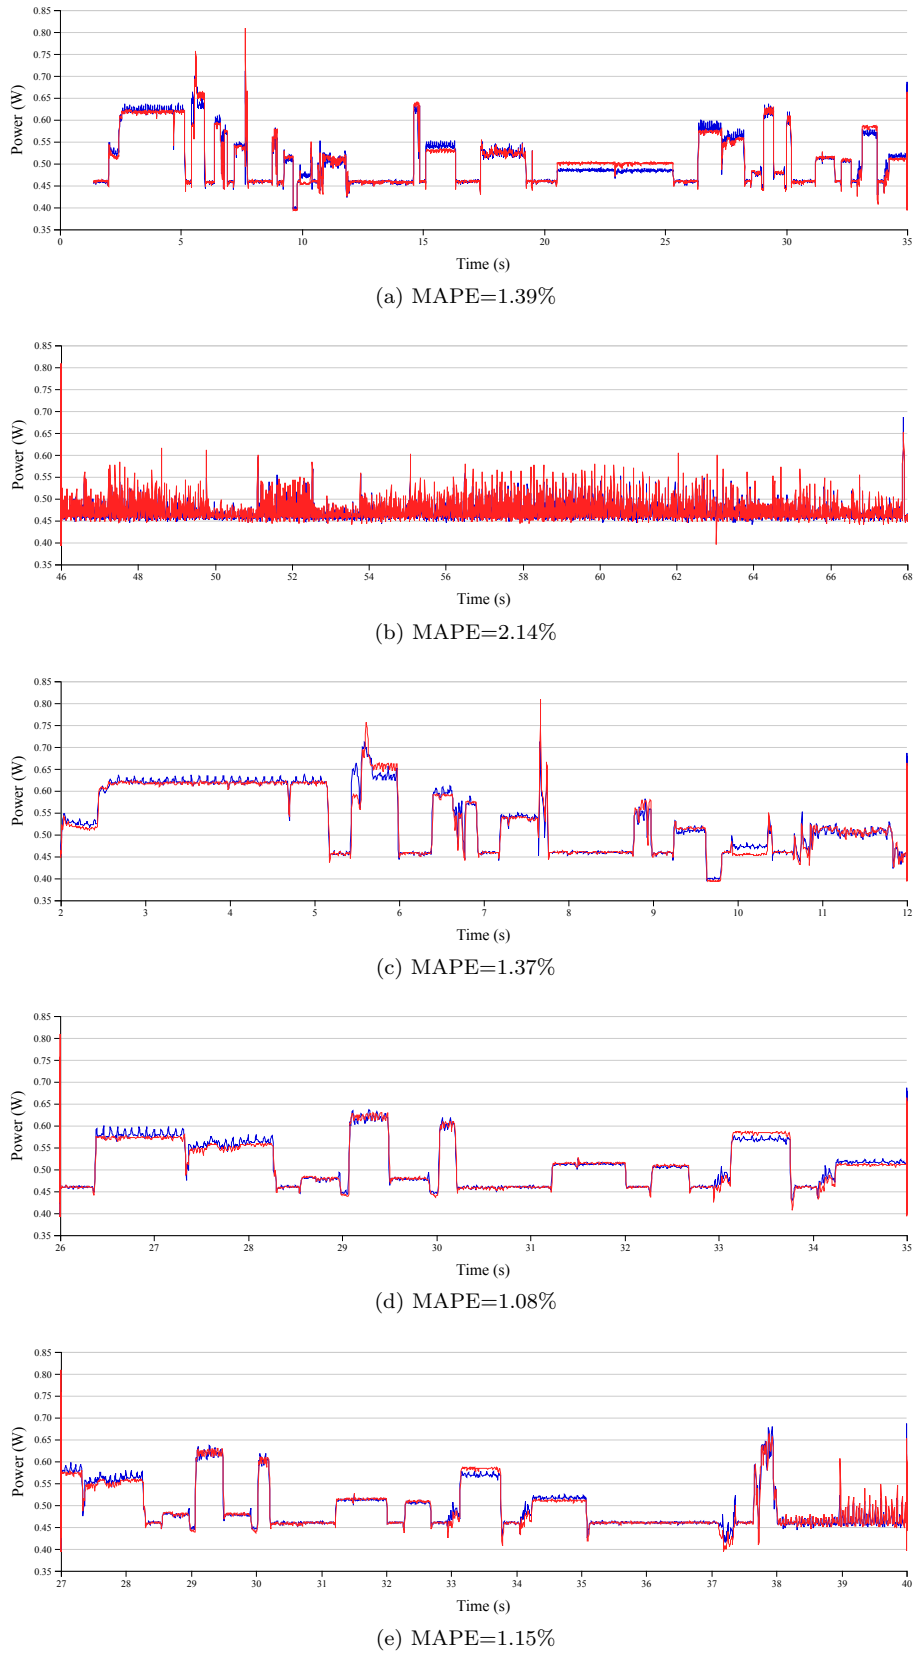 0.85
0.80
0.75
0.70
0.65
0.60
0.55
0.50
0.45
0.40
0.35
Power (W)
0 5 10 15 20 25 30 35
Time (s)
(a) MAPE=1.39%
0.85
0.80
0.75
0.70
0.65
0.60
0.55
0.50
0.45
0.40
0.35
Power (W)
46 48 50 52 54 56 58 60 62 64 66 68
Time (s)
(b) MAPE=2.14%
0.85
0.80
0.75
0.70
0.65
0.60
0.55
0.50
0.45
0.40
0.35
Power (W)
2 3 4 5 6 7 8 9 10 11 12
Time (s)
(c) MAPE=1.37%
0.85
0.80
0.75
0.70
0.65
0.60
0.55
0.50
0.45
0.40
0.35
Power (W)
26 27 28 29 30 31 32 33 34 35
Time (s)
(d) MAPE=1.08%
0.85
0.80
0.75
0.70
0.65
0.60
0.55
0.50
0.45
0.40
0.35
Power (W)
27 28 29 30 31 32 33 34 35 36 37 38 39 40
Time (s)
(e) MAPE=1.15%